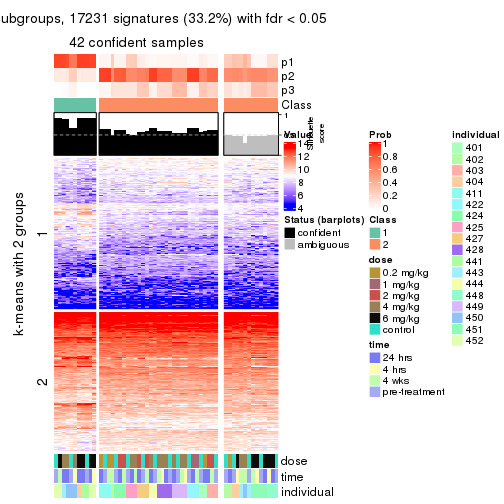 ubgroups, 17231 signatures (33.2%) with fdr < 0.05
42 confident samples
p1
p2
p3
Class
1
Silhouette
score
k-means with 2 groups
1
2
dose
time
individual
Value
14
12
10
8
6
4
Status (barplots)
confident
ambiguous
Prob
1
0.8
0.6
0.4
0.2
0
Class
1
2
dose
0.2 mg/kg
1 mg/kg
2 mg/kg
4 mg/kg
6 mg/kg
control
time
24 hrs
4 hrs
4 wks
pre-treatment
individual
401
402
403
404
411
422
424
425
427
428
441
443
444
448
449
450
451
452